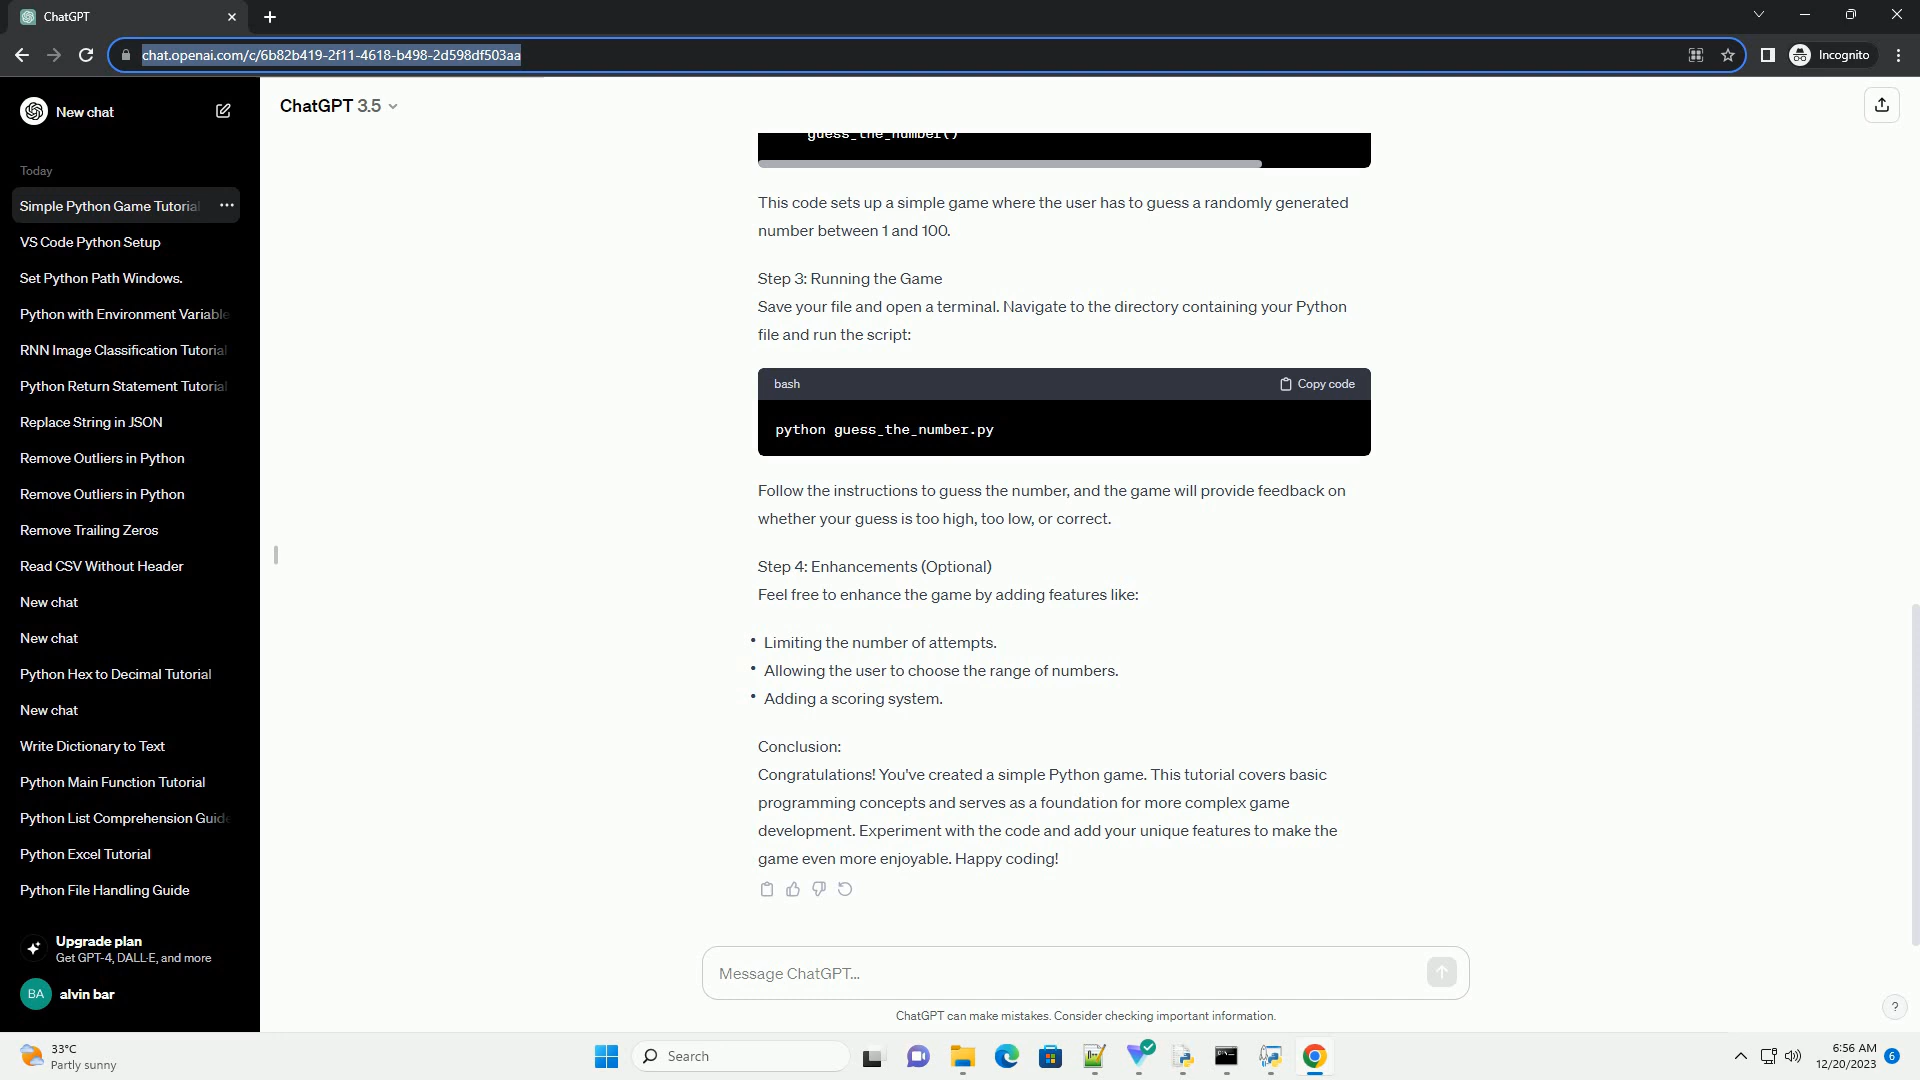 ChatGPT
chat.openai.com/c/6b82b419-2f11-4618-b498-2d598df503aa
Incognito
New chat
Today
Simple Python Game Tutorial
VS Code Python Setup
Set Python Path Windows.
Python with Environment Variable
RNN Image Classification Tutorial
Python Return Statement Tutorial
Replace String in JSON
Remove Outliers in Python
Remove Outliers in Python
Remove Trailing Zeros
Read CSV Without Header
New chat
New chat
Python Hex to Decimal Tutorial
New chat
Write Dictionary to Text
Python Main Function Tutorial
Python List Comprehension Guide
Python Excel Tutorial
Python File Handling Guide
Upgrade plan
Get GPT-4, DALL·E, and more
BA
alvin bar
ChatGPT 3.5
guess_the_number()
This code sets up a simple game where the user has to guess a randomly generated
number between 1 and 100.
Step 3: Running the Game
Save your file and open a terminal. Navigate to the directory containing your Python
file and run the script:
bash
Copy code
python guess_the_number.py
Follow the instructions to guess the number, and the game will provide feedback on
whether your guess is too high, too low, or correct.
Step 4: Enhancements (Optional)
Feel free to enhance the game by adding features like:
• Limiting the number of attempts.
• Allowing the user to choose the range of numbers.
• Adding a scoring system.
Conclusion:
Congratulations! You've created a simple Python game. This tutorial covers basic
programming concepts and serves as a foundation for more complex game
development. Experiment with the code and add your unique features to make the
game even more enjoyable. Happy coding!
Message ChatGPT...
ChatGPT can make mistakes. Consider checking important information.
?
33°C
Partly sunny
Search
6:56 AM
12/20/2023
6